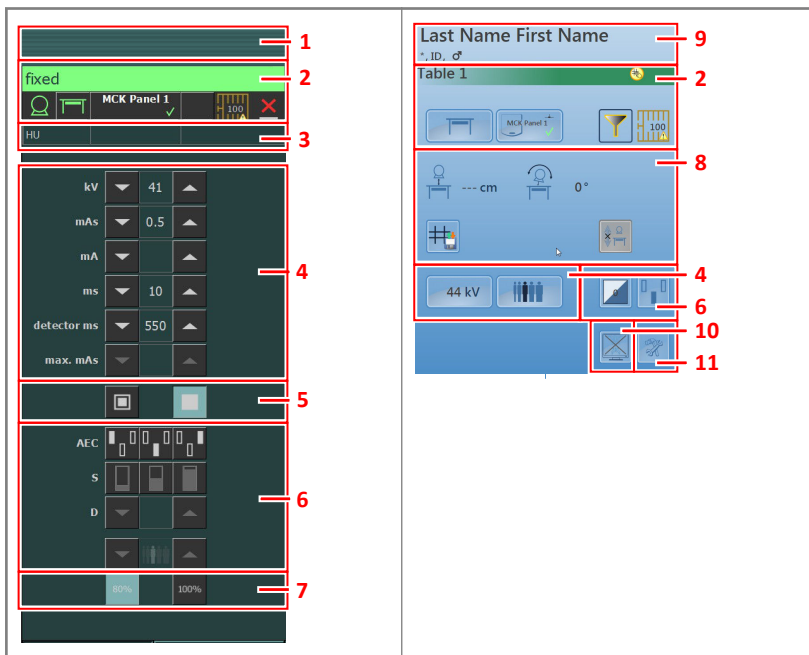 1
fixed
2
MCK Panel 1
100
HU
3
kV 41
mAs 0.5
mA
4
ms 10
detector ms 550
max. mAs
5
AEC
S
6
D
80% 100%
7
Last Name First Name
9
*, ID, ♂
Table 1
2
MCK Panel 1
100
8
--- cm 0°
4
44 kV
0
6
10
11